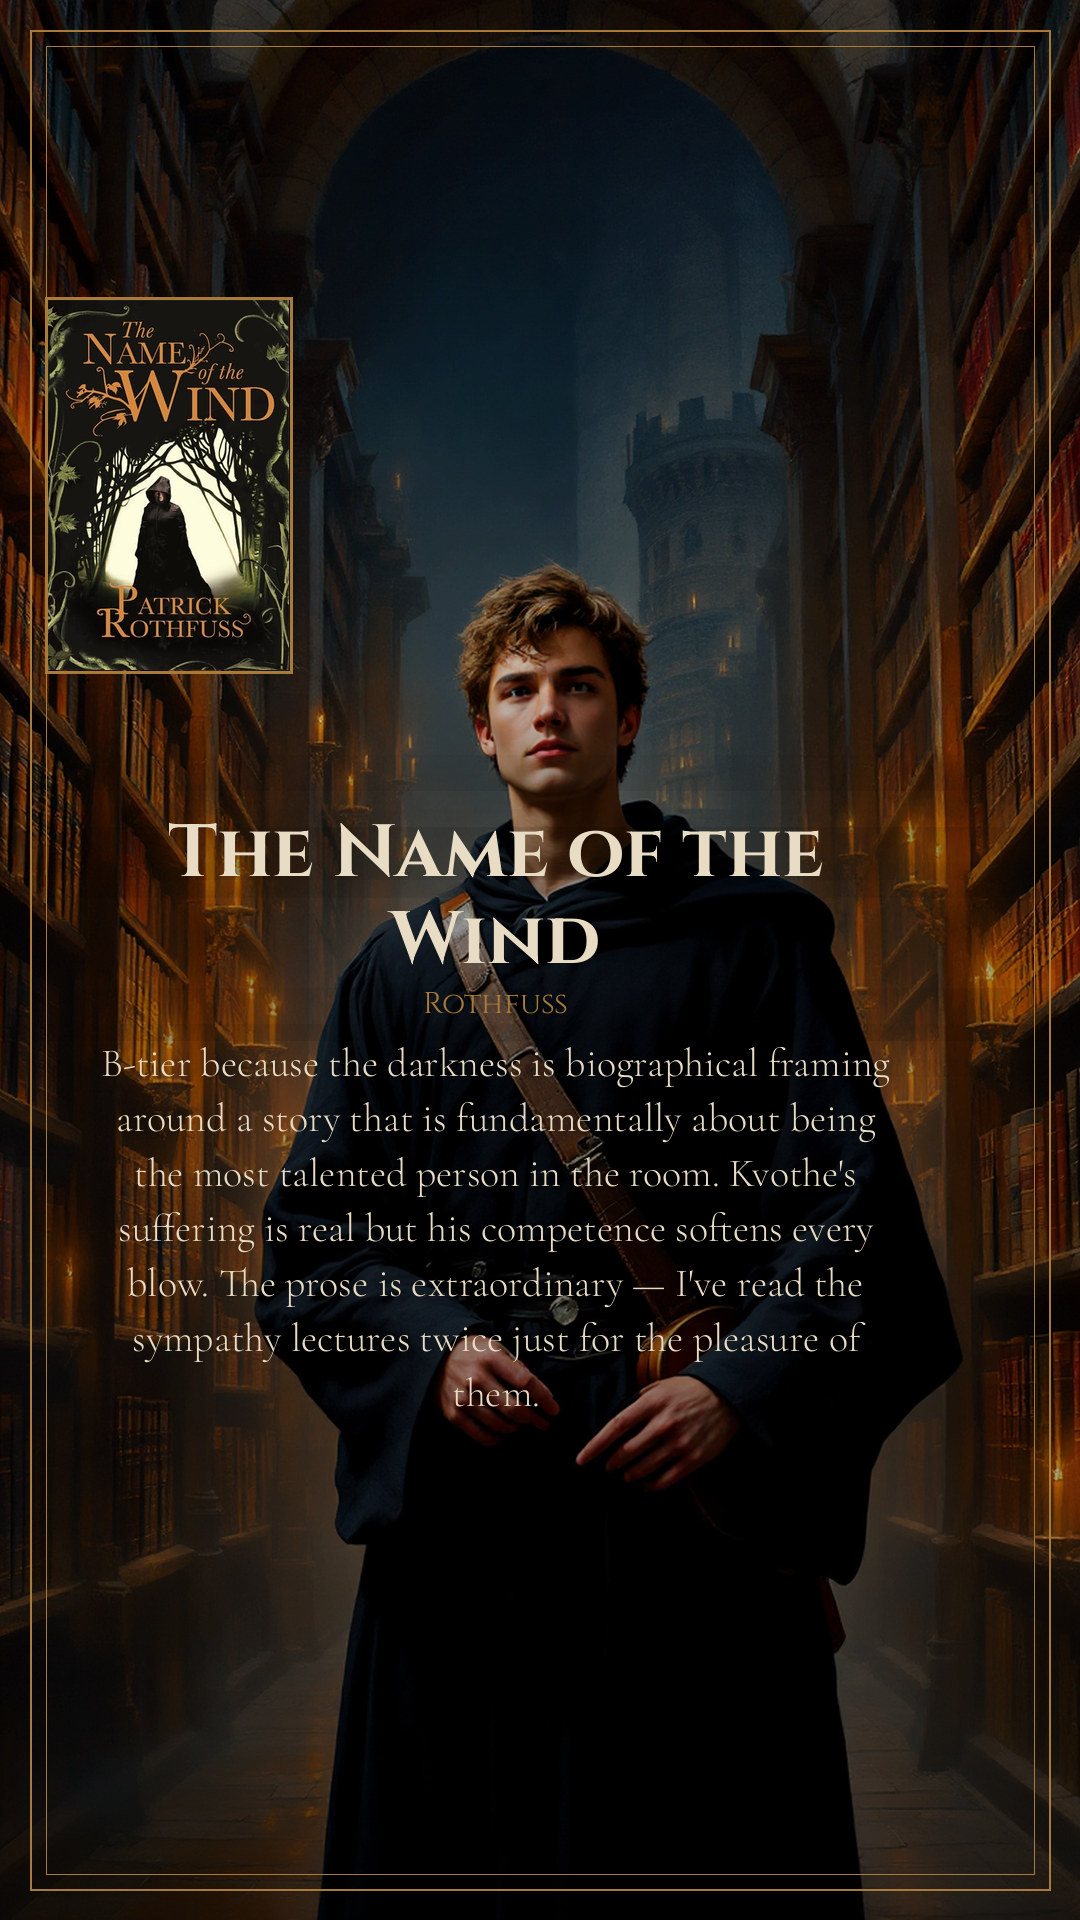 The
Name
of the
Wind
Patrick
Rothfuss
The Name of the
Wind
Rothfuss
B-tier because the darkness is biographical framing
around a story that is fundamentally about being
the most talented person in the room. Kvothe's
suffering is real but his competence softens every
blow. The prose is extraordinary — I've read the
sympathy lectures twice just for the pleasure of
them.